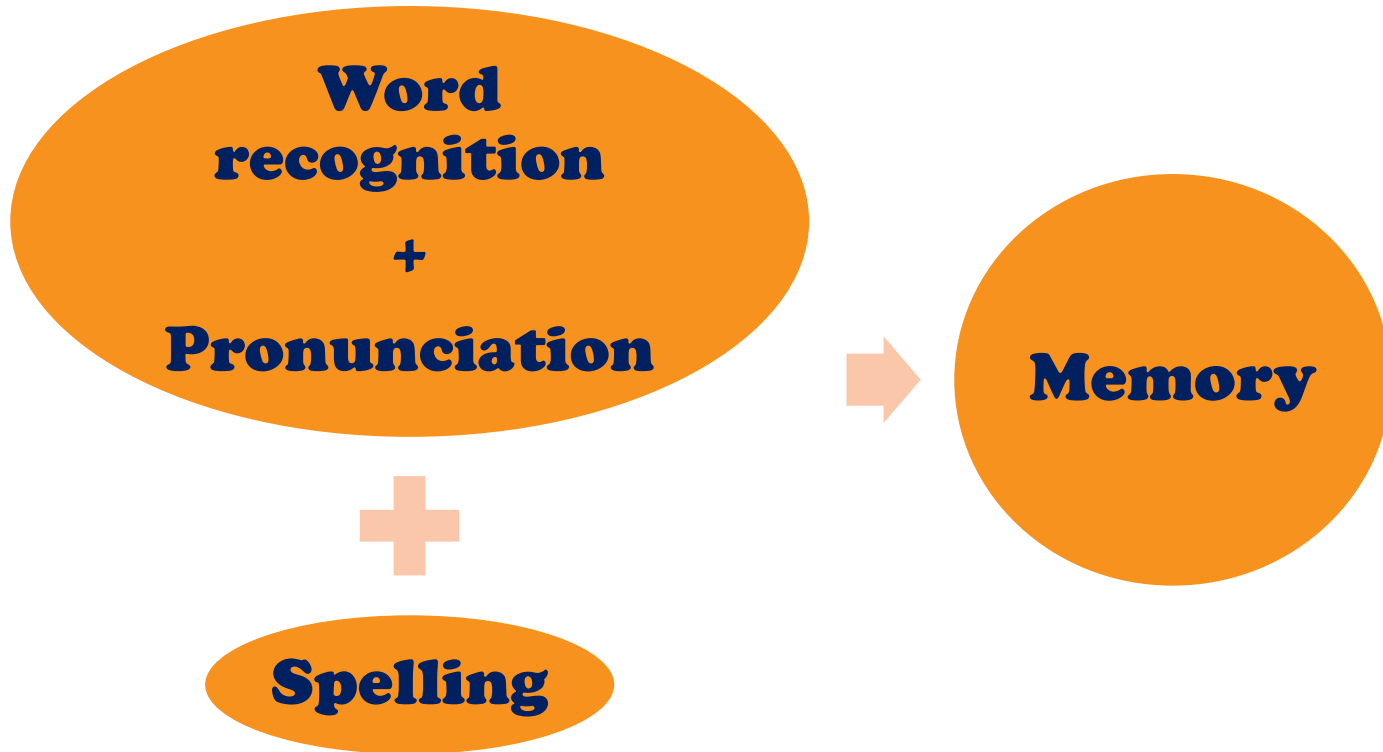 Word
recognition
+
Pronunciation
Memory
Spelling